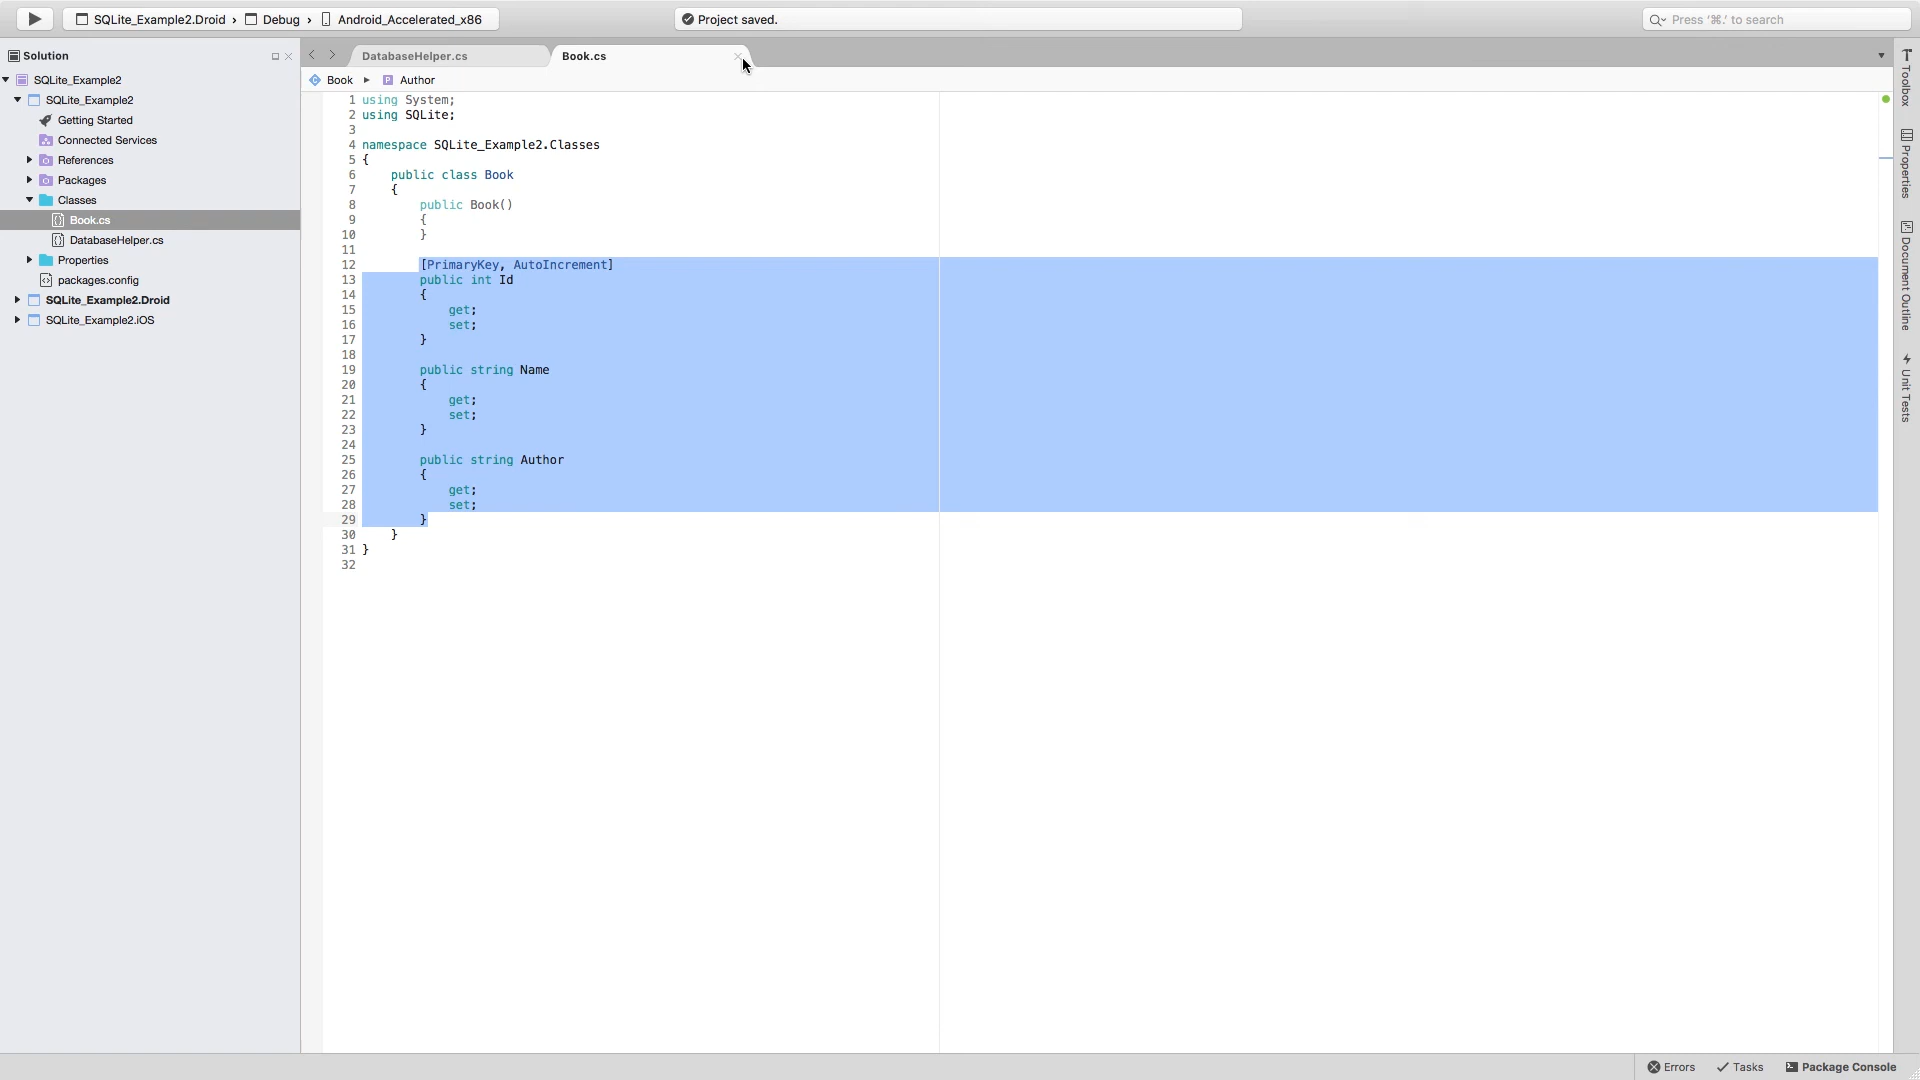 SQLite_Example2.Droid › Debug › Android_Accelerated_x86
Project saved.
Press '⌘.' to search
Solution
SQLite_Example2
SQLite_Example2
Getting Started
Connected Services
References
Packages
Classes
Book.cs
DatabaseHelper.cs
Properties
packages.config
SQLite_Example2.Droid
SQLite_Example2.iOS
DatabaseHelper.cs
Book.cs
Book
Author
1 using System;
2 using SQLite;
3
4 namespace SQLite_Example2.Classes
5 {
6     public class Book
7     {
8         public Book()
9         {
10         }
11
12         [PrimaryKey, AutoIncrement]
13         public int Id
14         {
15             get;
16             set;
17         }
18
19         public string Name
20         {
21             get;
22             set;
23         }
24
25         public string Author
26         {
27             get;
28             set;
29         }
30     }
31 }
32
Toolbox
Properties
Document Outline
Unit Tests
Errors
Tasks
Package Console